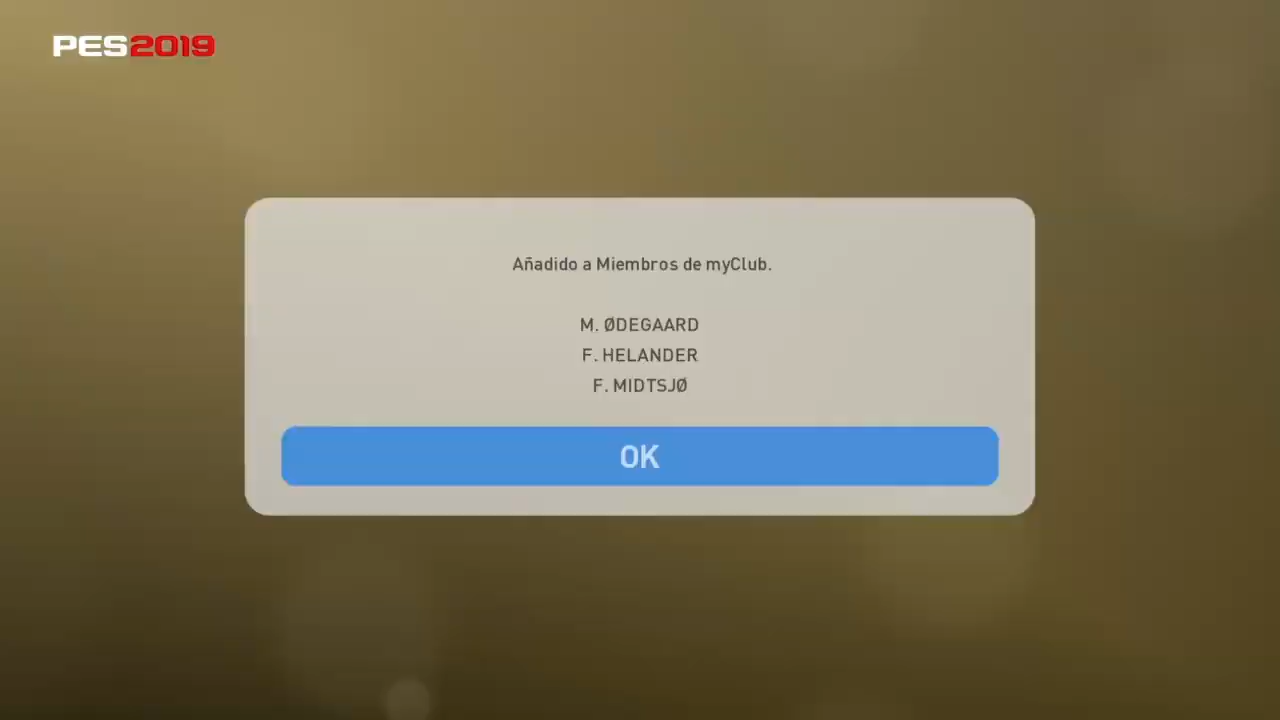 PES2019
Añadido a Miembros de myClub.
M. ØDEGAARD
F. HELANDER
F. MIDTSJØ
OK